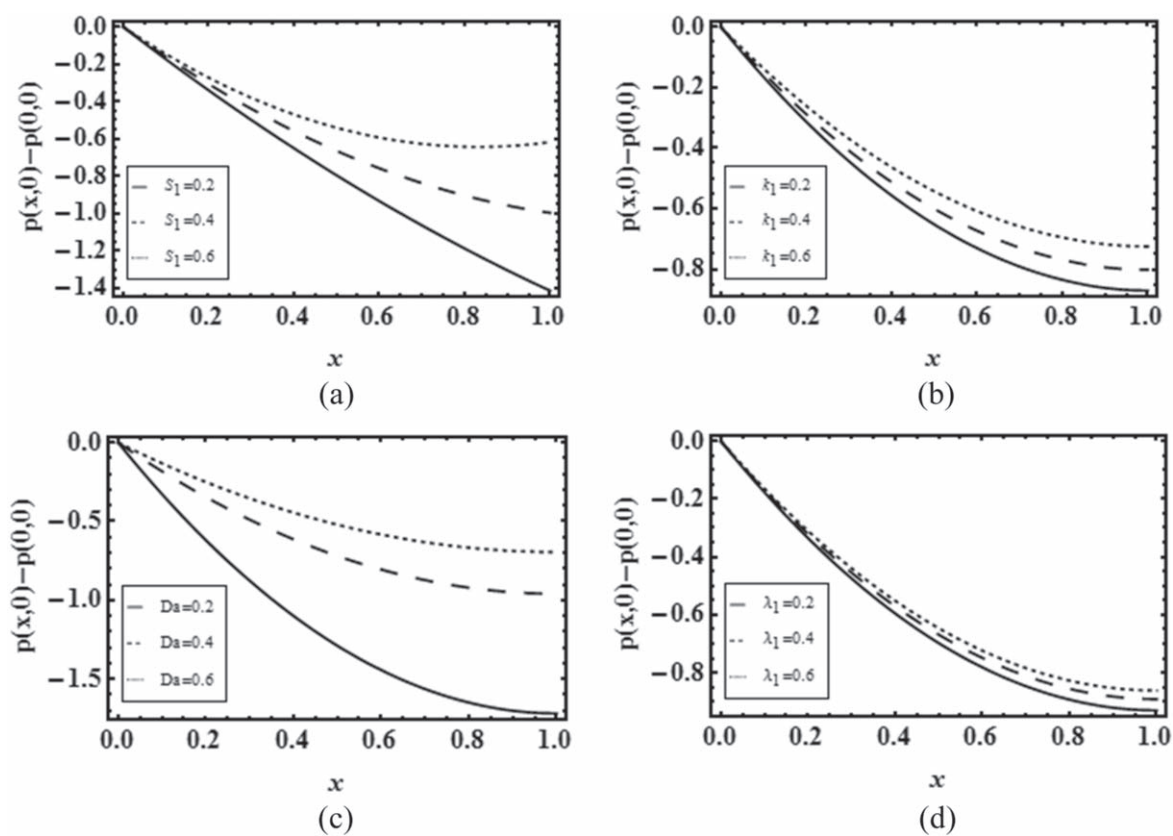 p(x,0)−p(0,0)
0.0
−0.2
−0.4
−0.6
−0.8
−1.0
−1.2
−1.4
S1=0.2
S1=0.4
S1=0.6
0.0 0.2 0.4 0.6 0.8 1.0
x
(a)
p(x,0)−p(0,0)
0.0
−0.2
−0.4
−0.6
−0.8
k1=0.2
k1=0.4
k1=0.6
0.0 0.2 0.4 0.6 0.8 1.0
x
(b)
p(x,0)−p(0,0)
0.0
−0.5
−1.0
−1.5
Da=0.2
Da=0.4
Da=0.6
0.0 0.2 0.4 0.6 0.8 1.0
x
(c)
p(x,0)−p(0,0)
0.0
−0.2
−0.4
−0.6
−0.8
λ1=0.2
λ1=0.4
λ1=0.6
0.0 0.2 0.4 0.6 0.8 1.0
x
(d)